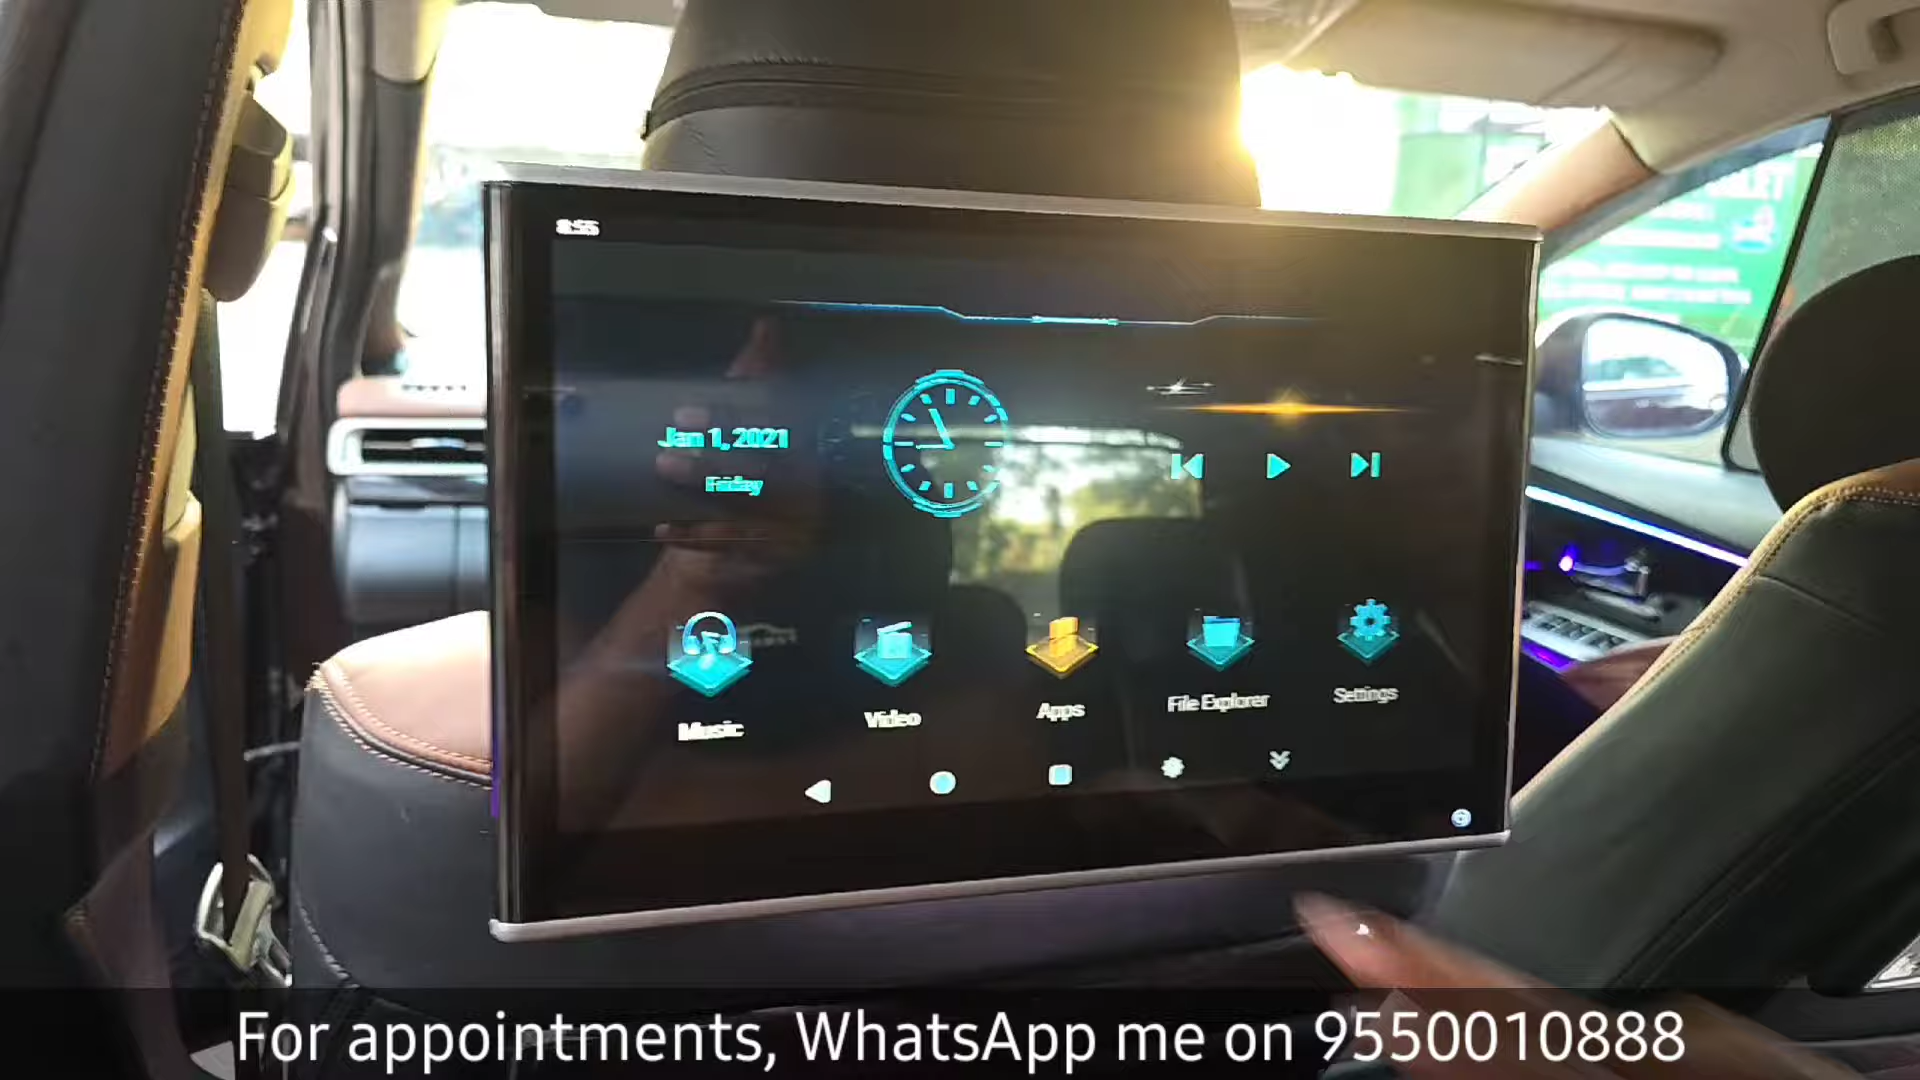 8:55
Jan 1, 2021
Friday
Music
Video
Apps
File Explorer
Settings
For appointments, WhatsApp me on 9550010888